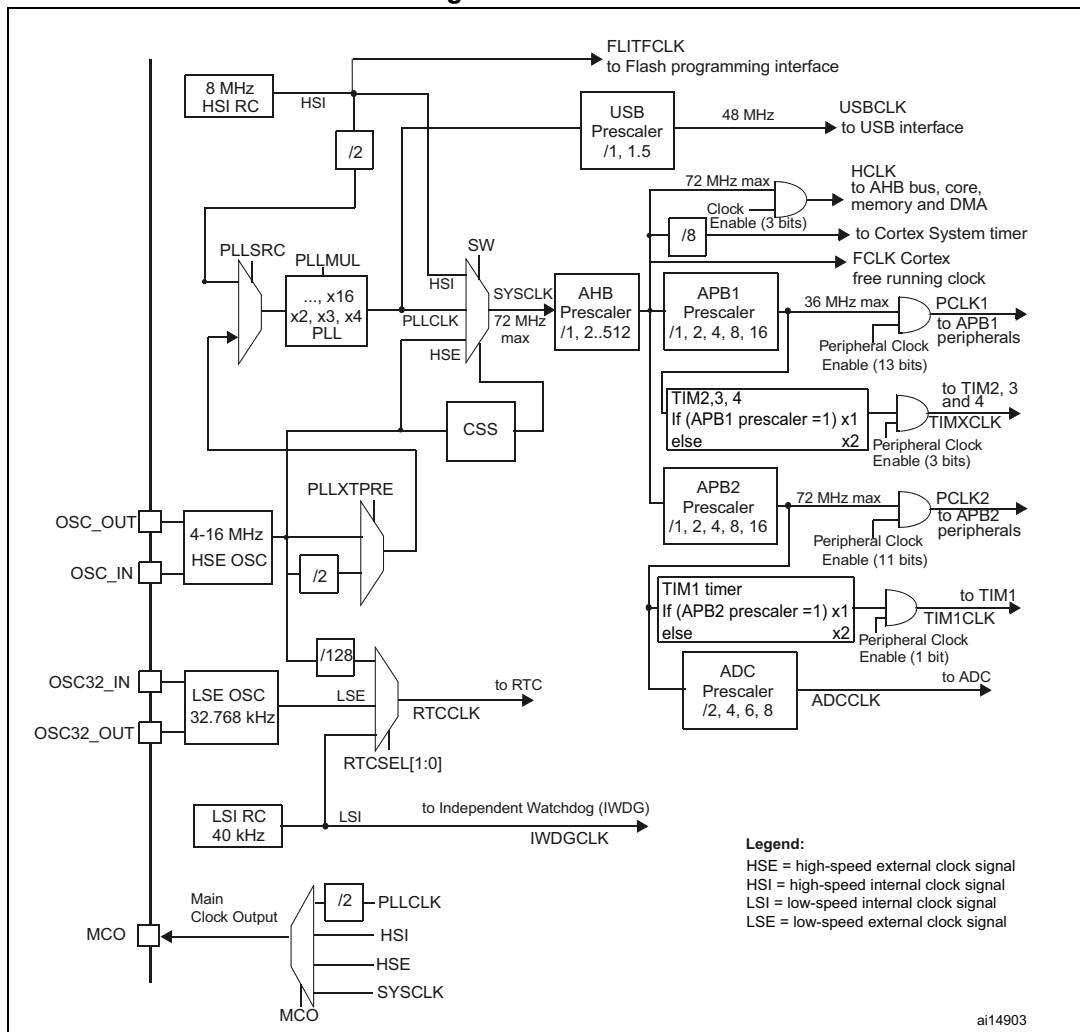 FLITFCLK
to Flash programming interface
8 MHz
HSI RC
HSI
/2
USB
Prescaler
/1, 1.5
48 MHz
USBCLK
to USB interface
72 MHz max
Clock
Enable (3 bits)
HCLK
to AHB bus, core,
memory and DMA
/8
to Cortex System timer
FCLK Cortex
free running clock
PLLSRC
PLLMUL
..., x16
x2, x3, x4
PLL
SW
HSI
PLLCLK
HSE
SYSCLK
72 MHz
max
AHB
Prescaler
/1, 2..512
APB1
Prescaler
/1, 2, 4, 8, 16
36 MHz max
PCLK1
to APB1
peripherals
Peripheral Clock
Enable (13 bits)
TIM2,3, 4
If (APB1 prescaler =1) x1
else x2
to TIM2, 3
and 4
TIMXCLK
Peripheral Clock
Enable (3 bits)
CSS
PLLXTPRE
OSC_OUT
OSC_IN
4-16 MHz
HSE OSC
/2
APB2
Prescaler
/1, 2, 4, 8, 16
72 MHz max
PCLK2
to APB2
peripherals
Peripheral Clock
Enable (11 bits)
TIM1 timer
If (APB2 prescaler =1) x1
else x2
to TIM1
TIM1CLK
Peripheral Clock
Enable (1 bit)
ADC
Prescaler
/2, 4, 6, 8
to ADC
ADCCLK
/128
OSC32_IN
OSC32_OUT
LSE OSC
32.768 kHz
LSE
to RTC
RTCCLK
RTCSEL[1:0]
LSI RC
40 kHz
LSI
to Independent Watchdog (IWDG)
IWDGCLK
Main
Clock Output
MCO
/2
PLLCLK
HSI
HSE
SYSCLK
MCO
Legend:
HSE = high-speed external clock signal
HSI = high-speed internal clock signal
LSI = low-speed internal clock signal
LSE = low-speed external clock signal
ai14903